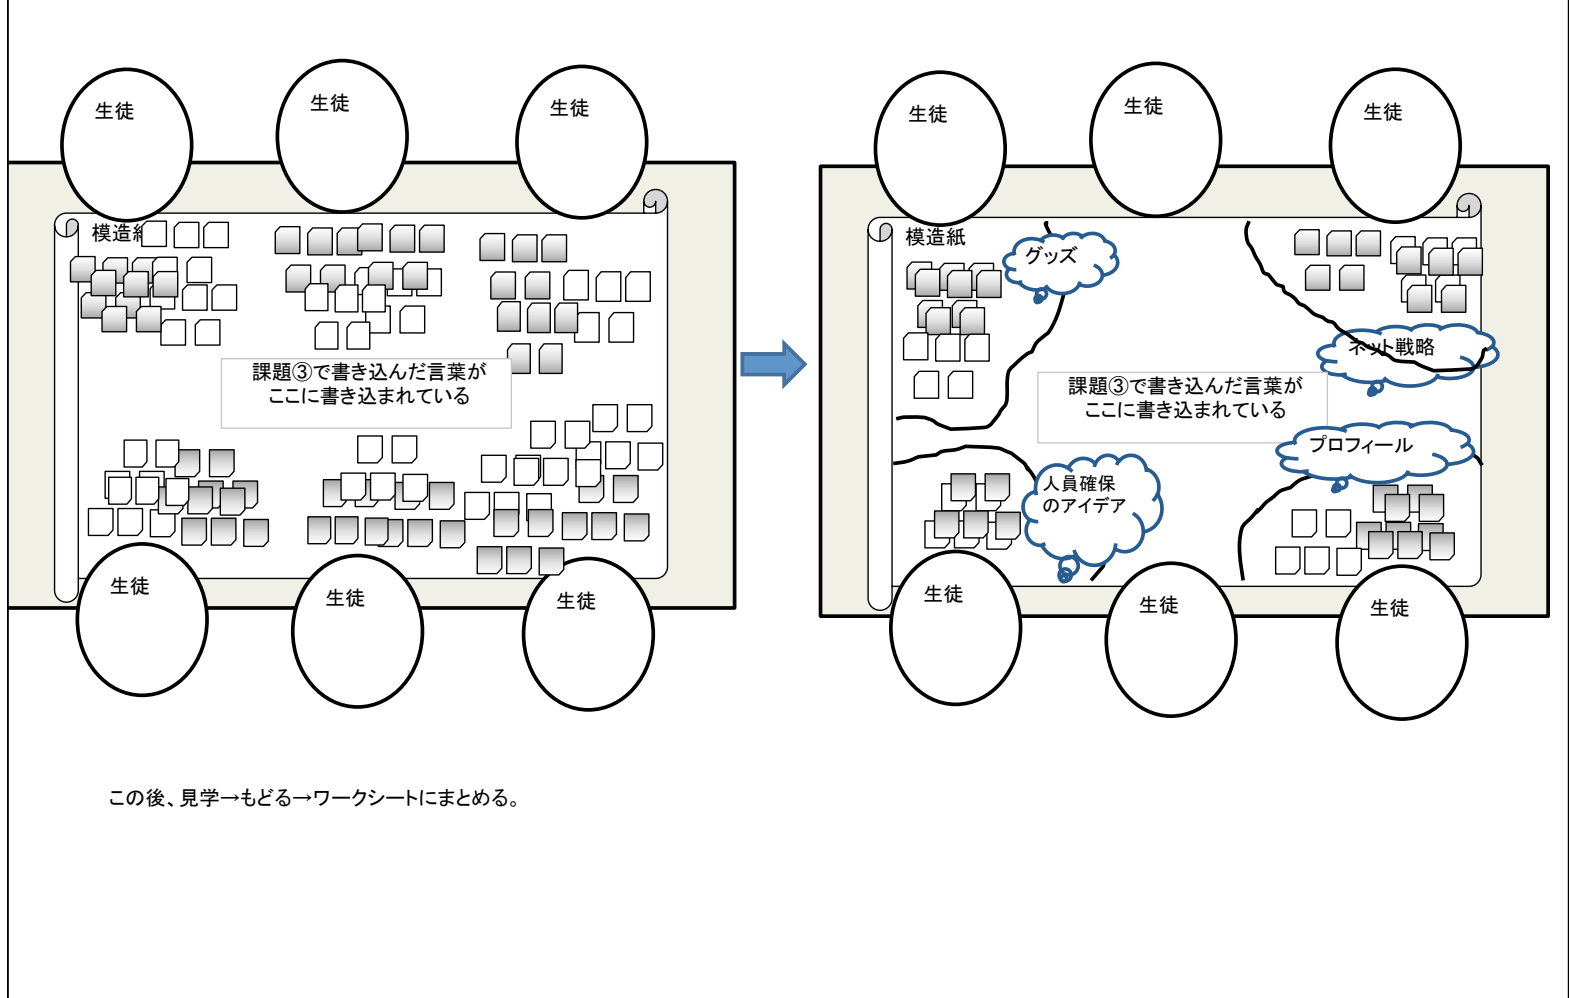 生徒
生徒
生徒
模造
課題③で書き込んだ言葉が
ここに書き込まれている
生徒
生徒
生徒
生徒
生徒
生徒
模造紙
グッズ
ネット戦略
課題③で書き込んだ言葉が
ここに書き込まれている
プロフィール
人員確保
のアイデア
生徒
生徒
生徒
この後、見学→もどる→ワークシートにまとめる。